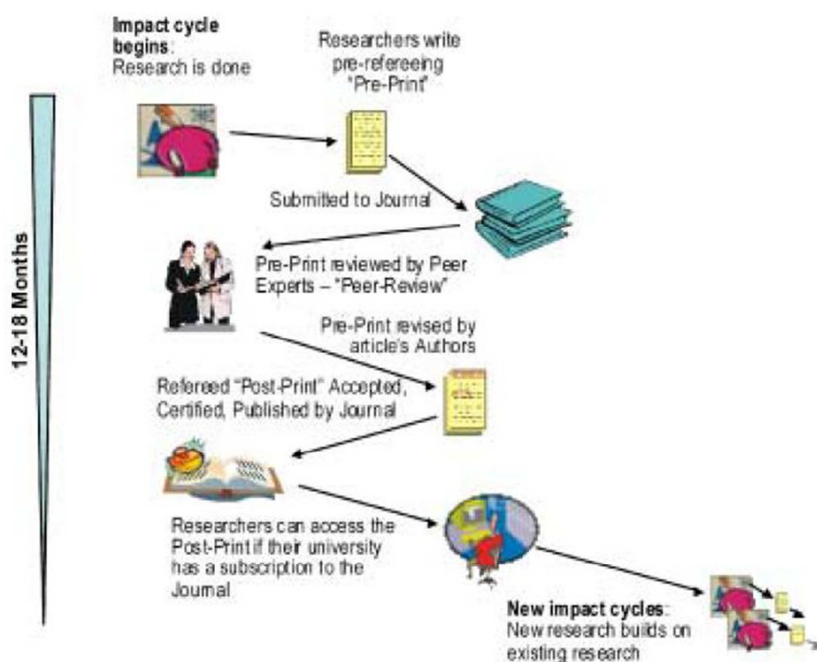 Impact cycle
begins:
Research is done
Researchers write
pre-refereeing
“Pre-Print”
Submitted to Journal
Pre-Print reviewed by Peer
Experts – “Peer-Review”
Pre-Print revised by
article’s Authors
Refereed “Post-Print” Accepted,
Certified, Published by Journal
Researchers can access the
Post-Print if their university
has a subscription to the
Journal
New impact cycles:
New research builds on
existing research
12-18 Months